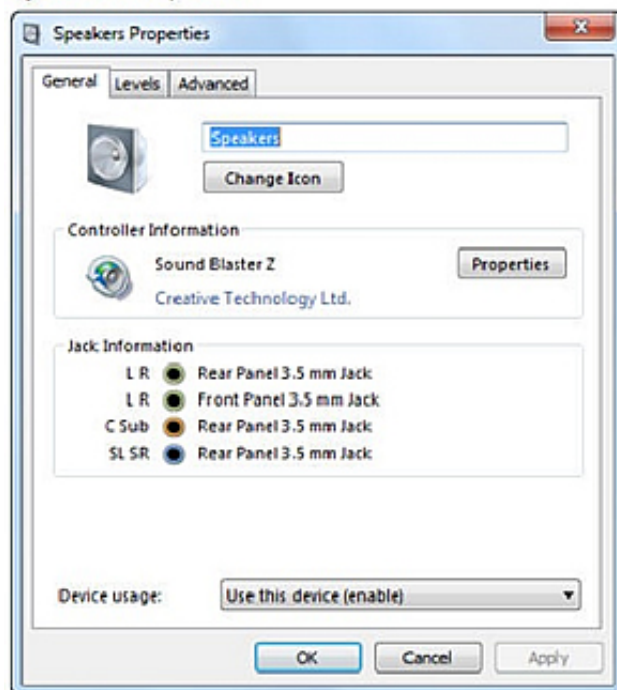 Speakers Properties
General Levels Advanced
Speakers
Change Icon
Controller Information
Sound Blaster Z
Properties
Creative Technology Ltd.
Jack Information
L R Rear Panel 3.5 mm Jack
L R Front Panel 3.5 mm Jack
C Sub Rear Panel 3.5 mm Jack
SL SR Rear Panel 3.5 mm Jack
Device usage: Use this device (enable)
OK Cancel Apply